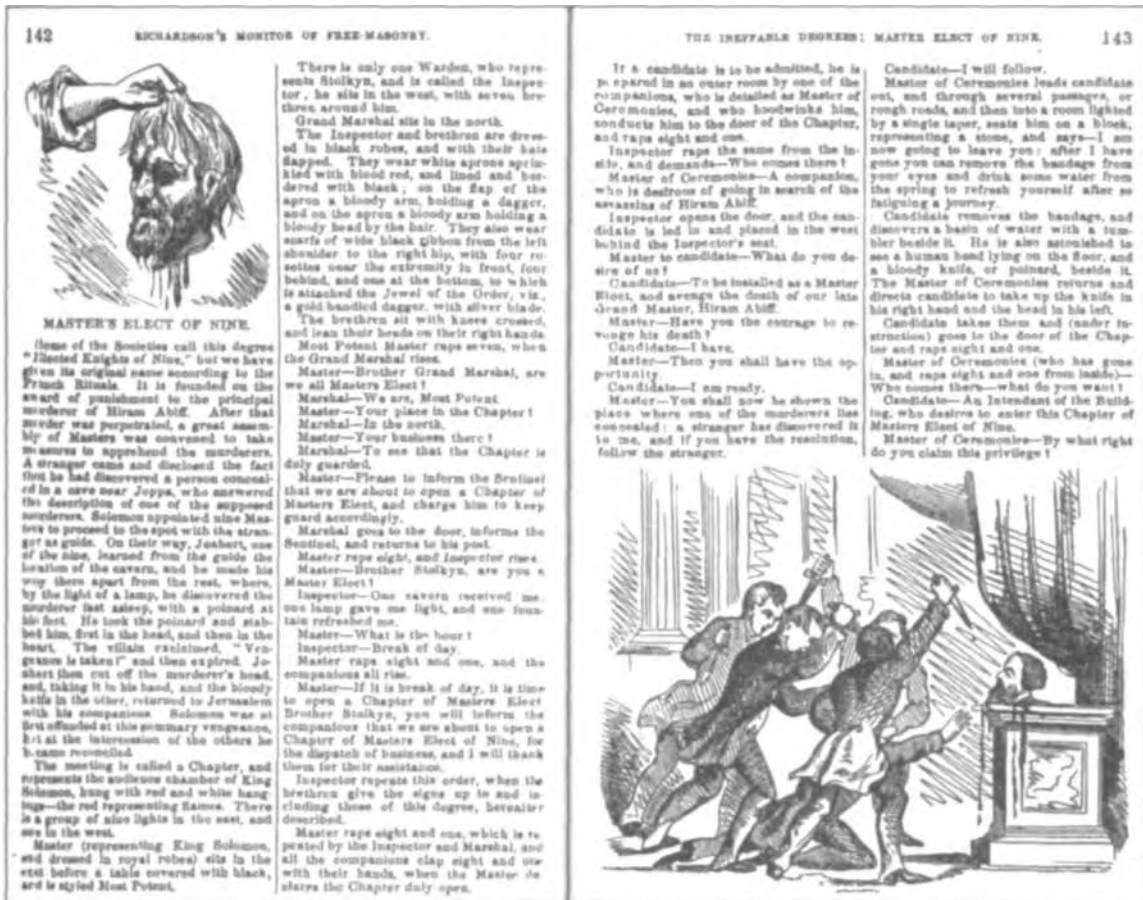 142
RICHARDSON'S MONITOR OF FREE-MASONRY.
MASTER'S ELECT OF NINE.
Some of the Societies call this degree
"Elected Knights of Nine," but we have
given its original name according to the
French Rituals. It is founded on the
award of punishment to the principal
murderer of Hiram Abiff. After that
murder was perpetrated, a great assem-
bly of Masters was convened to take
measures to apprehend the murderers.
A stranger came and disclosed the fact
that he had discovered a person conceal-
ed in a cave near Joppa, who answered
the description of one of the supposed
murderers. Solomon appointed nine Mas-
ters to proceed to the spot with the stran-
ger as guide. On their way, Joabert, one
of the nine, learned from the guide the
location of the cavern, and he made his
way there apart from the rest, where,
by the light of a lamp, he discovered the
murderer fast asleep, with a poinard at
his feet. He took the poinard and stab-
bed him, first in the head, and then in the
heart. The villain exclaimed, "Ven-
geance is taken!" and then expired. Jo-
abert then cut off the murderer's head,
and, taking it in his hand, and the bloody
knife in the other, returned to Jerusalem
with his companions. Solomon was at
first offended at this summary vengeance,
but at the intercession of the others he
became reconciled.
The meeting is called a Chapter, and
represents the audience chamber of King
Solomon, hung with red and white hang-
ings—the red representing flames. There
is a group of nine lights in the east, and
one in the west.
Master (representing King Solomon,
and dressed in royal robes) sits in the
east before a table covered with black,
and is styled Most Potent.
There is only one Warden, who repre-
sents Stolkyn, and is called the Inspec-
tor, he sits in the west, with seven bre-
thren around him.
Grand Marshal sits in the north.
The Inspector and brethren are dress-
ed in black robes, and with their hats
flapped. They wear white aprons sprin-
kled with blood red, and lined and bor-
dered with black; on the flap of the
apron a bloody arm, holding a dagger,
and on the apron a bloody arm holding a
bloody head by the hair. They also wear
scarfs of wide black ribbon from the left
shoulder to the right hip, with four ro-
settes near the extremity in front, four
behind, and one at the bottom, to which
is attached the Jewel of the Order, viz.,
a gold handled dagger, with silver blade.
The brethren sit with knees crossed,
and lean their heads on the right hands.
Most Potent Master raps seven, when
the Grand Marshal rises.
Master—Brother Grand Marshal, are
we all Masters Elect?
Marshal—We are, Most Potent.
Master—Your place in the Chapter?
Marshal—In the north.
Master—Your business there?
Marshal—To see that the Chapter is
duly guarded.
Master—Please to inform the Sentinel
that we are about to open a Chapter of
Masters Elect, and charge him to keep
guard accordingly.
Marshal goes to the door, informs the
Sentinel, and returns to his post.
Master raps eight, and Inspector rises.
Master—Brother Stolkyn, are you a
Master Elect?
Inspector—One cavern received me,
one lamp gave me light, and one foun-
tain refreshed me.
Master—What is the hour?
Inspector—Break of day.
Master raps eight and one, and the
companions all rise.
Master—If it is break of day, it is time
to open a Chapter of Masters Elect.
Brother Stolkyn, you will inform the
companions that we are about to open a
Chapter of Masters Elect of Nine, for
the dispatch of business, and I will thank
them for their assistance.
Inspector repeats this order, when the
brethren give the signs up to and in-
cluding those of this degree, hereafter
described.
Master raps eight and one, which is re-
peated by the Inspector and Marshal, and
all the companions clap eight and one
with their hands, when the Master de-
clares the Chapter duly open.
THE INEFFABLE DEGREES; MASTER ELECT OF NINE.
143
If a candidate is to be admitted, he is
prepared in an outer room by one of the
companions, who is detailed as Master of
Ceremonies, and who hoodwinks him,
conducts him to the door of the Chapter,
and raps eight and one.
Inspector raps the same from the in-
side, and demands—Who comes there?
Master of Ceremonies—A companion,
who is desirous of going in search of the
assassins of Hiram Abiff.
Inspector opens the door, and the can-
didate is led in and placed in the west
behind the Inspector's seat.
Master to candidate—What do you de-
sire of us?
Candidate—To be installed as a Master
Elect, and avenge the death of our late
Grand Master, Hiram Abiff.
Master—Have you the courage to re-
venge his death?
Candidate—I have.
Master—Then you shall have the op-
portunity.
Candidate—I am ready.
Master—You shall now be shown the
place where one of the murderers lies
concealed: a stranger has discovered it
to me, and if you have the resolution,
follow the stranger.
Candidate—I will follow.
Master of Ceremonies leads candidate
out, and through several passages, or
rough roads, and then into a room lighted
by a single taper, seats him on a block,
representing a stone, and says—I am
now going to leave you: after I have
gone you can remove the bandage from
your eyes and drink some water from
the spring to refresh yourself after so
fatiguing a journey.
Candidate removes the bandage, and
discovers a basin of water with a tum-
bler beside it. He is also astonished to
see a human head lying on the floor, and
a bloody knife, or poinard, beside it.
The Master of Ceremonies returns and
directs candidate to take up the knife in
his right hand and the head in his left.
Candidate takes them and (under in-
struction) goes to the door of the Chap-
ter and raps eight and one.
Master of Ceremonies (who has gone
in, and raps eight and one from inside)—
Who comes there—what do you want?
Candidate—An Intendant of the Build-
ing, who desires to enter this Chapter of
Masters Elect of Nine.
Master of Ceremonies—By what right
do you claim this privilege?